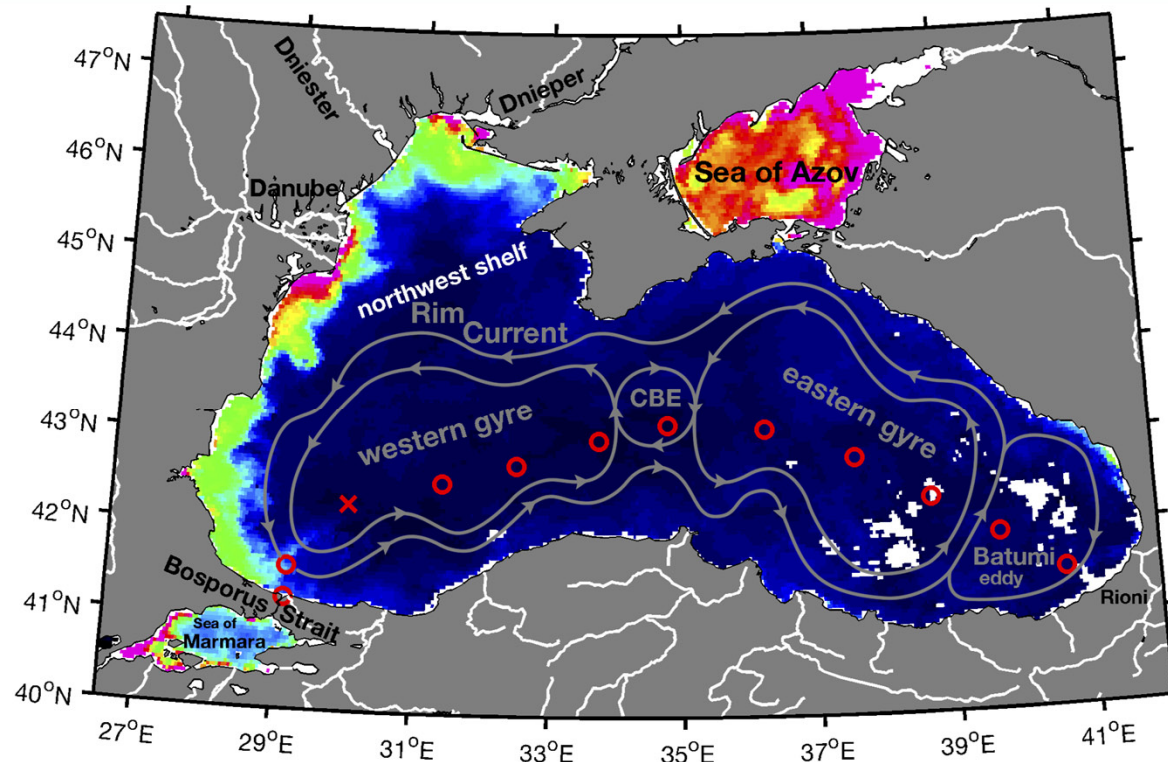 47°N
46°N
45°N
44°N
43°N
42°N
41°N
40°N
Dniester
Dnieper
Danube
Sea of Azov
northwest shelf
Rim
Current
CBE
western gyre
eastern gyre
Batumi
eddy
Rioni
Bosporus
Strait
Sea of
Marmara
27°E
29°E
31°E
33°E
35°E
37°E
39°E
41°E